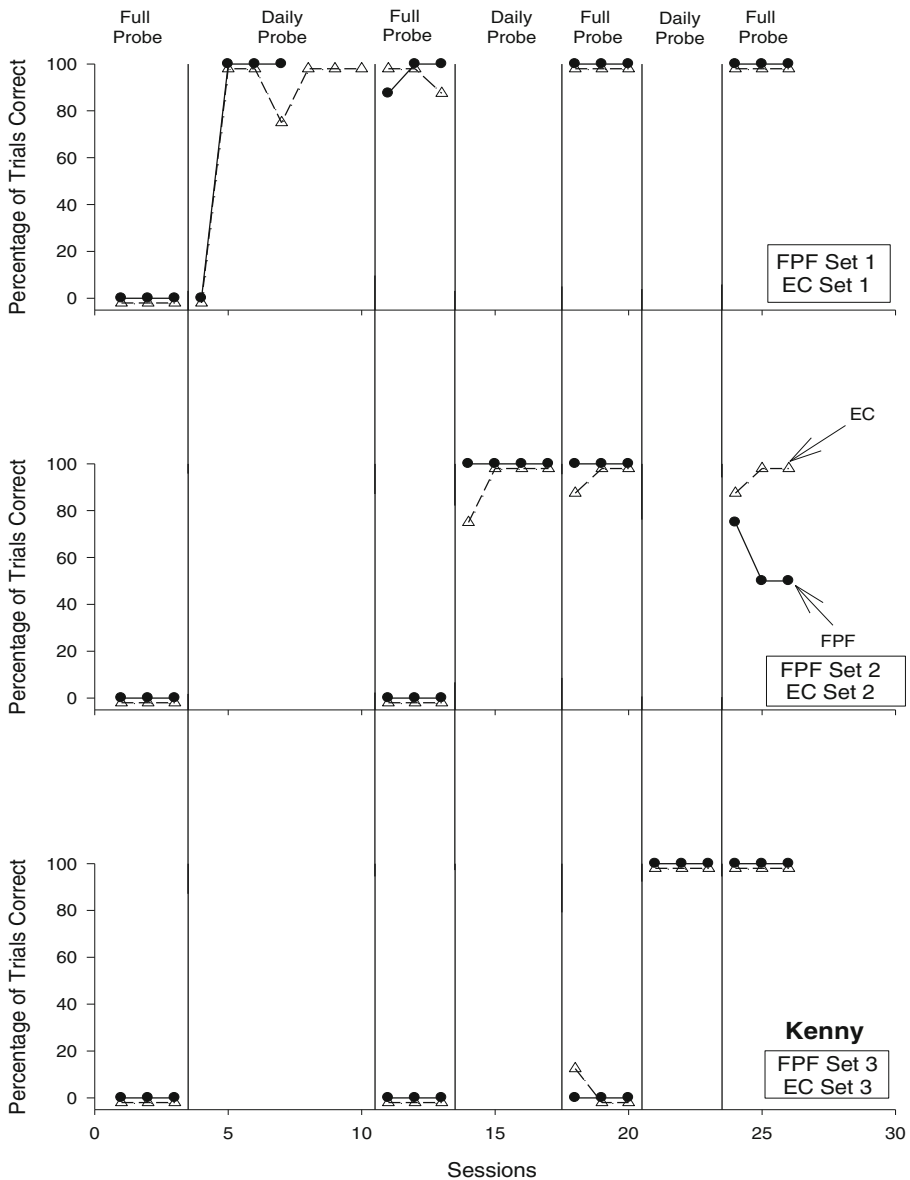 Full Probe
Daily Probe
Full Probe
Daily Probe
Full Probe
Daily Probe
Full Probe
Percentage of Trials Correct
100
80
60
40
20
0
FPF Set 1
EC Set 1
Percentage of Trials Correct
100
80
60
40
20
0
EC
FPF
FPF Set 2
EC Set 2
Percentage of Trials Correct
100
80
60
40
20
0
Kenny
FPF Set 3
EC Set 3
0 5 10 15 20 25 30
Sessions